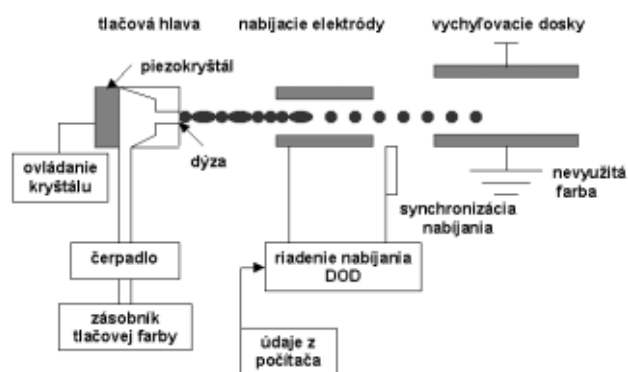 tlačová hlava
nabíjacie elektródy
vychyľovacie dosky
piezokryštál
ovládanie
kryštálu
dýza
nevyužitá
farba
synchronizácia
nabíjania
čerpadlo
riadenie nabíjania
DOD
zásobník
tlačovej farby
údaje z
počítača